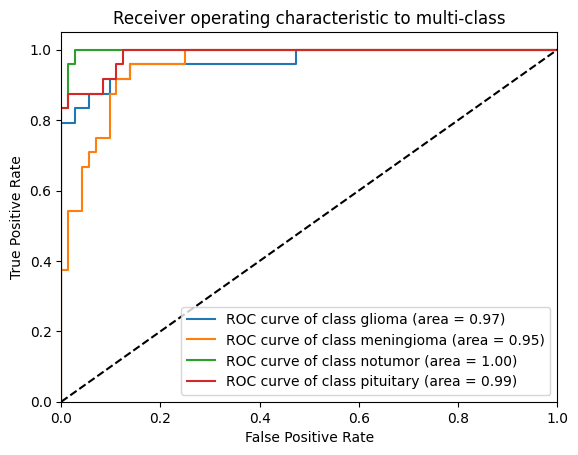 Receiver operating characteristic to multi-class
1.0
0.8
0.6
0.4
0.2
0.0
True Positive Rate
ROC curve of class glioma (area = 0.97)
ROC curve of class meningioma (area = 0.95)
ROC curve of class notumor (area = 1.00)
ROC curve of class pituitary (area = 0.99)
0.0 0.2 0.4 0.6 0.8 1.0
False Positive Rate